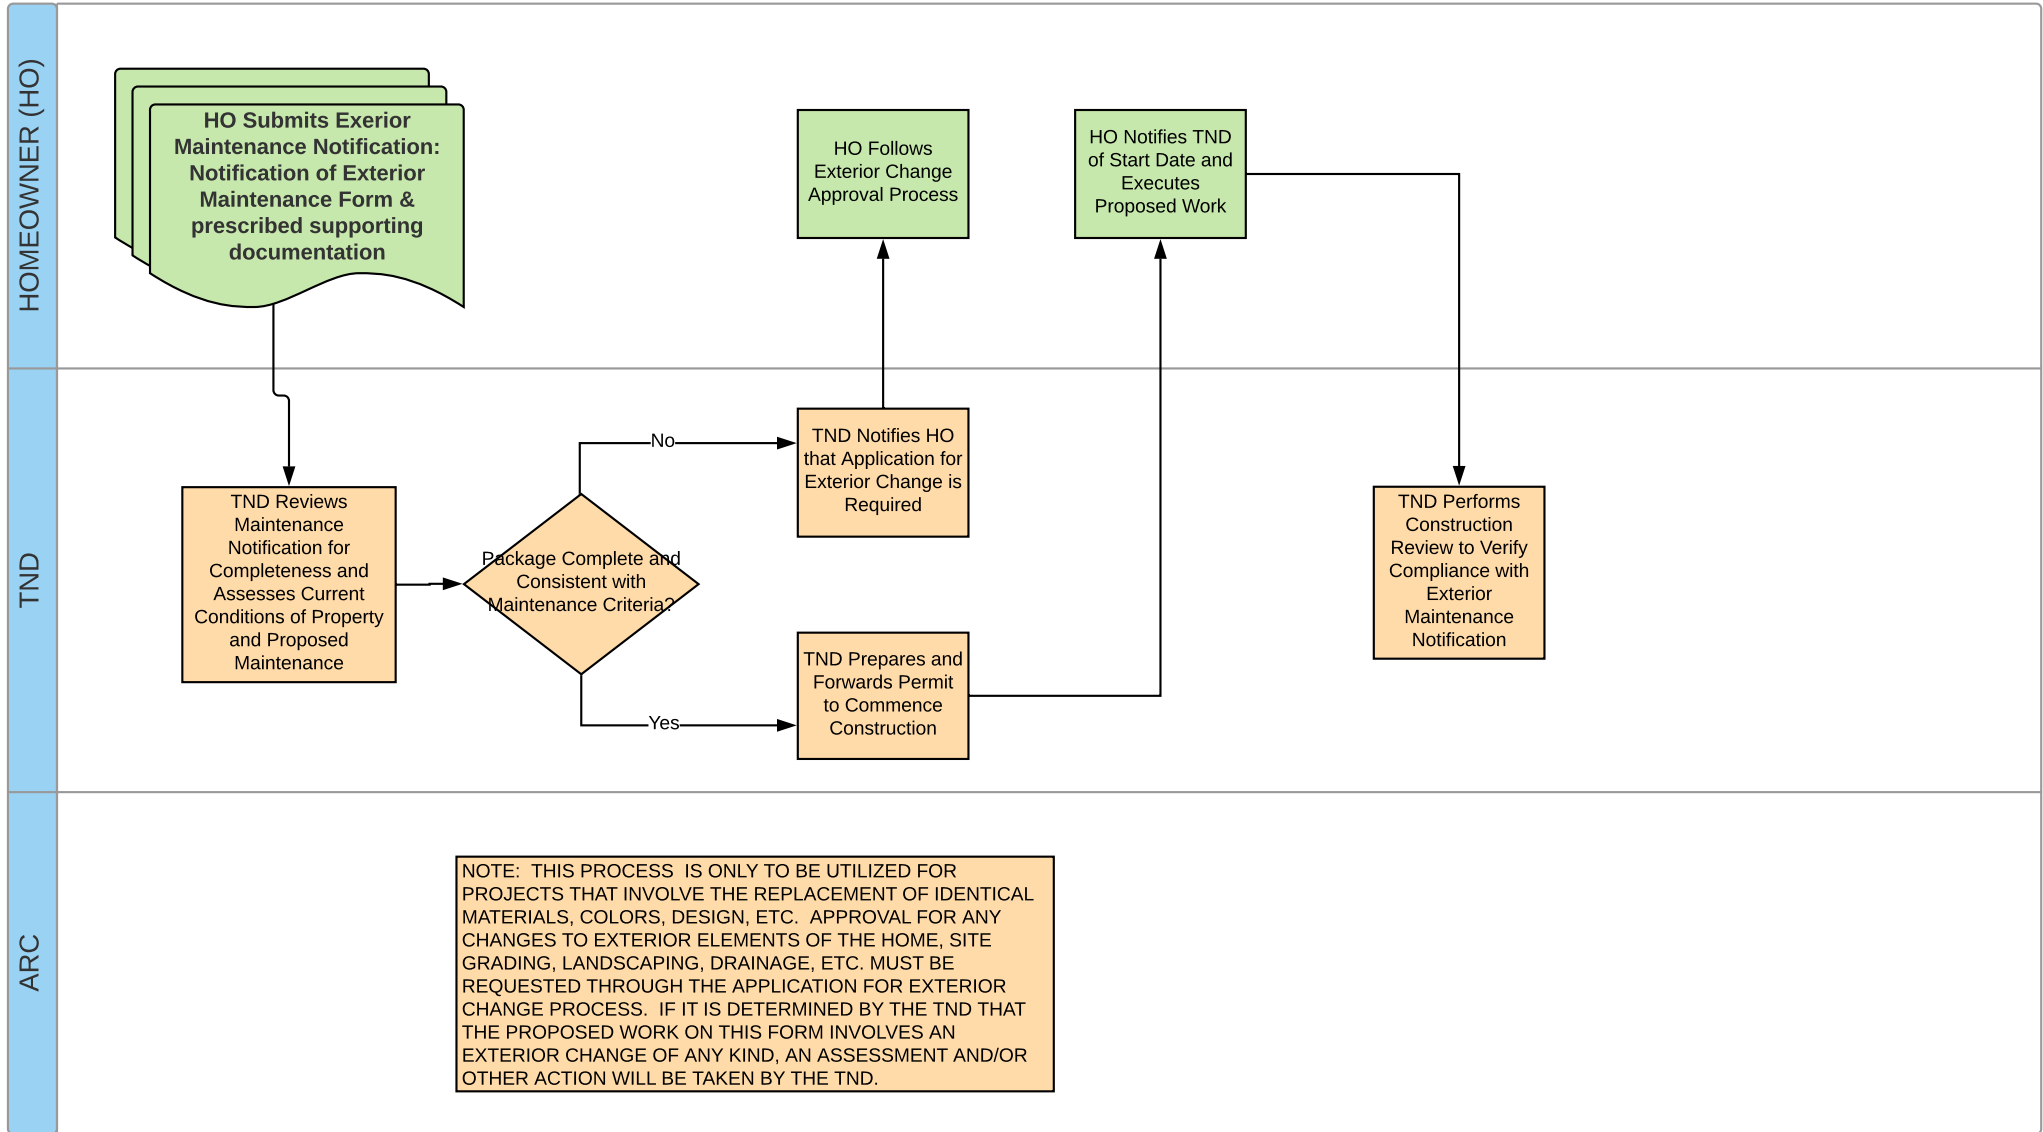 HOMEOWNER (HO)
HO Submits Exerior
Maintenance Notification:
Notification of Exterior
Maintenance Form &
prescribed supporting
documentation
HO Follows
Exterior Change
Approval Process
HO Notifies TND
of Start Date and
Executes
Proposed Work
TND
TND Reviews
Maintenance
Notification for
Completeness and
Assesses Current
Conditions of Property
and Proposed
Maintenance
Package Complete and
Consistent with
Maintenance Criteria?
No
Yes
TND Notifies HO
that Application for
Exterior Change is
Required
TND Prepares and
Forwards Permit
to Commence
Construction
TND Performs
Construction
Review to Verify
Compliance with
Exterior
Maintenance
Notification
ARC
NOTE:  THIS PROCESS  IS ONLY TO BE UTILIZED FOR
PROJECTS THAT INVOLVE THE REPLACEMENT OF IDENTICAL
MATERIALS, COLORS, DESIGN, ETC.  APPROVAL FOR ANY
CHANGES TO EXTERIOR ELEMENTS OF THE HOME, SITE
GRADING, LANDSCAPING, DRAINAGE, ETC. MUST BE
REQUESTED THROUGH THE APPLICATION FOR EXTERIOR
CHANGE PROCESS.  IF IT IS DETERMINED BY THE TND THAT
THE PROPOSED WORK ON THIS FORM INVOLVES AN
EXTERIOR CHANGE OF ANY KIND, AN ASSESSMENT AND/OR
OTHER ACTION WILL BE TAKEN BY THE TND.